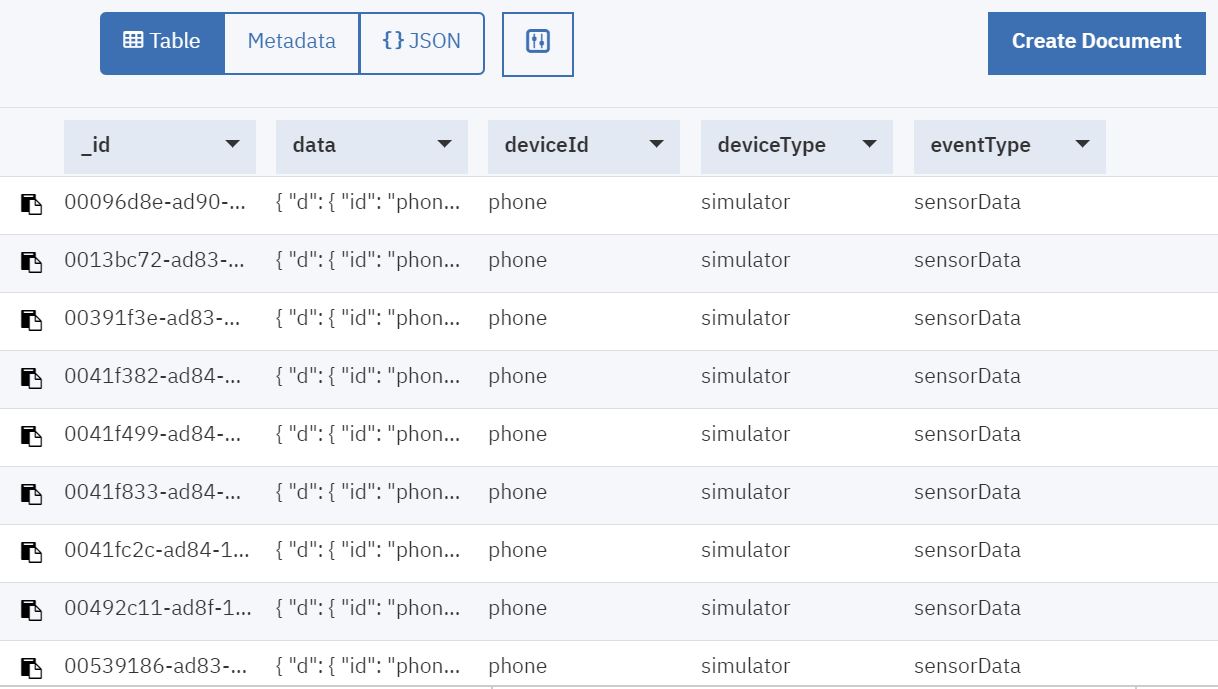 Table Metadata {} JSON Create Document
_id data deviceId deviceType eventType
00096d8e-ad90-... { "d": { "id": "phon... phone simulator sensorData
0013bc72-ad83-... { "d": { "id": "phon... phone simulator sensorData
00391f3e-ad83-... { "d": { "id": "phon... phone simulator sensorData
0041f382-ad84-... { "d": { "id": "phon... phone simulator sensorData
0041f499-ad84-... { "d": { "id": "phon... phone simulator sensorData
0041f833-ad84-... { "d": { "id": "phon... phone simulator sensorData
0041fc2c-ad84-1... { "d": { "id": "phon... phone simulator sensorData
00492c11-ad8f-1... { "d": { "id": "phon... phone simulator sensorData
00539186-ad83-... { "d": { "id": "phon... phone simulator sensorData